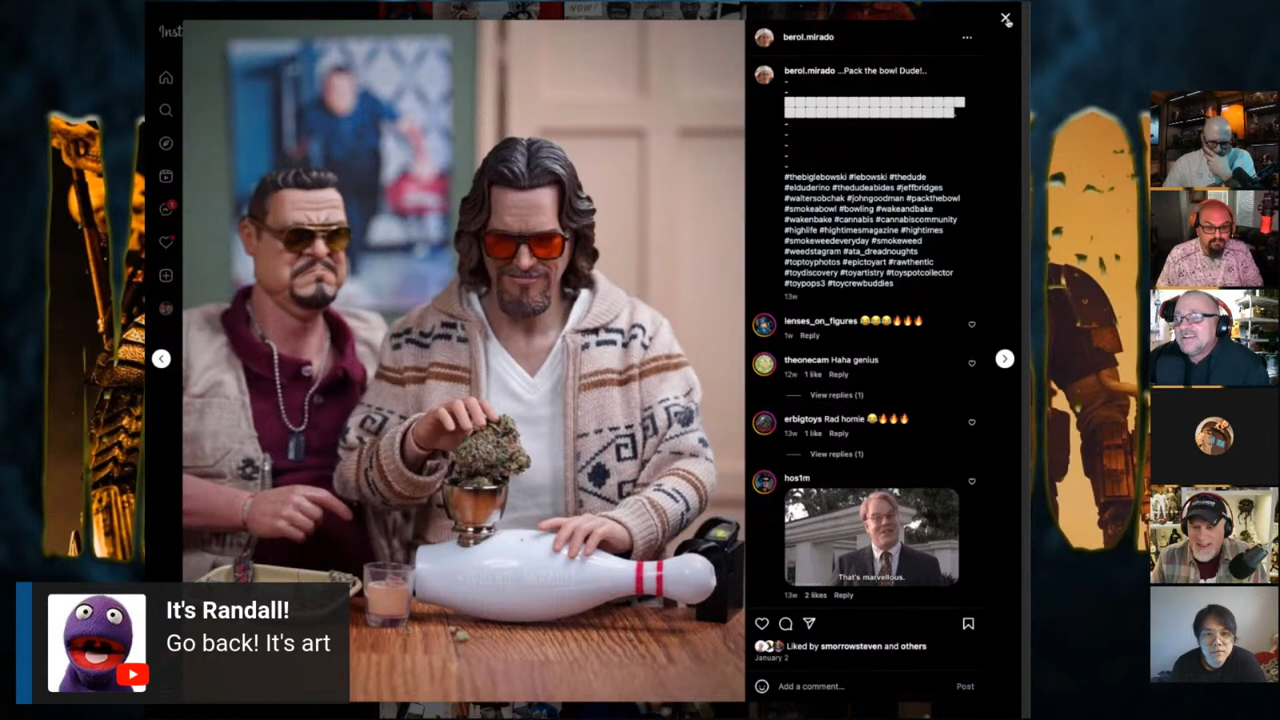 NOW!
Inst
berol.mirado
berol.mirado ...Pack the bowl Dude!..
-
-
-
-
-
-
#thebiglebowski #lebowski #thedude
#elduderino #thedudeabides #jeffbridges
#waltersobchak #johngoodman #packthebowl
#smokeabowl #bowling #wakeandbake
#wakenbake #cannabis #cannabiscommunity
#highlife #hightimesmagazine #hightimes
#smokeweedeveryday #smokeweed
#weedstagram #ata_dreadnoughts
#toptoyphotos #epictoyart #rawthentic
#toydiscovery #toyartistry #toyspotcollector
#toypops3 #toycrewbuddies
13w
lenses_on_figures 😂😂😂🔥🔥🔥
1w Reply
theonecam Haha genius
12w 1 like Reply
View replies (1)
erbigtoys Rad homie 😂🔥🔥🔥
13w 1 like Reply
View replies (1)
hos1m
That's marvellous.
13w 2 likes Reply
Liked by smorrowsteven and others
January 2
Add a comment... Post
It's Randall!
Go back! It's art